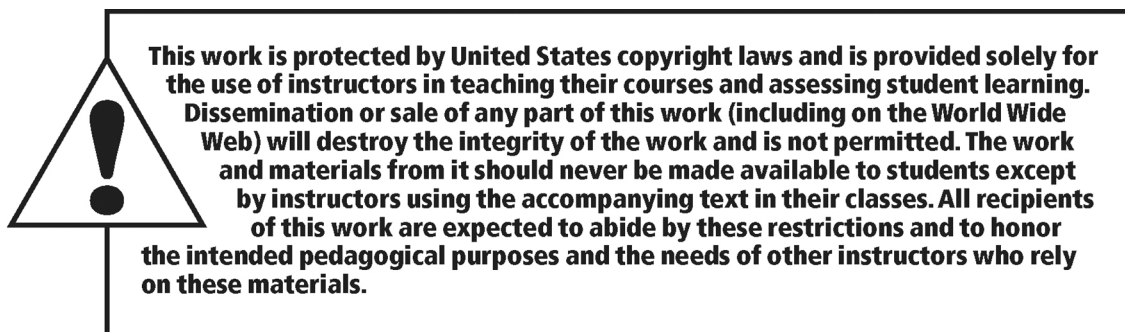 This work is protected by United States copyright laws and is provided solely for
the use of instructors in teaching their courses and assessing student learning.
Dissemination or sale of any part of this work (including on the World Wide
Web) will destroy the integrity of the work and is not permitted. The work
and materials from it should never be made available to students except
by instructors using the accompanying text in their classes. All recipients
of this work are expected to abide by these restrictions and to honor
the intended pedagogical purposes and the needs of other instructors who rely
on these materials.